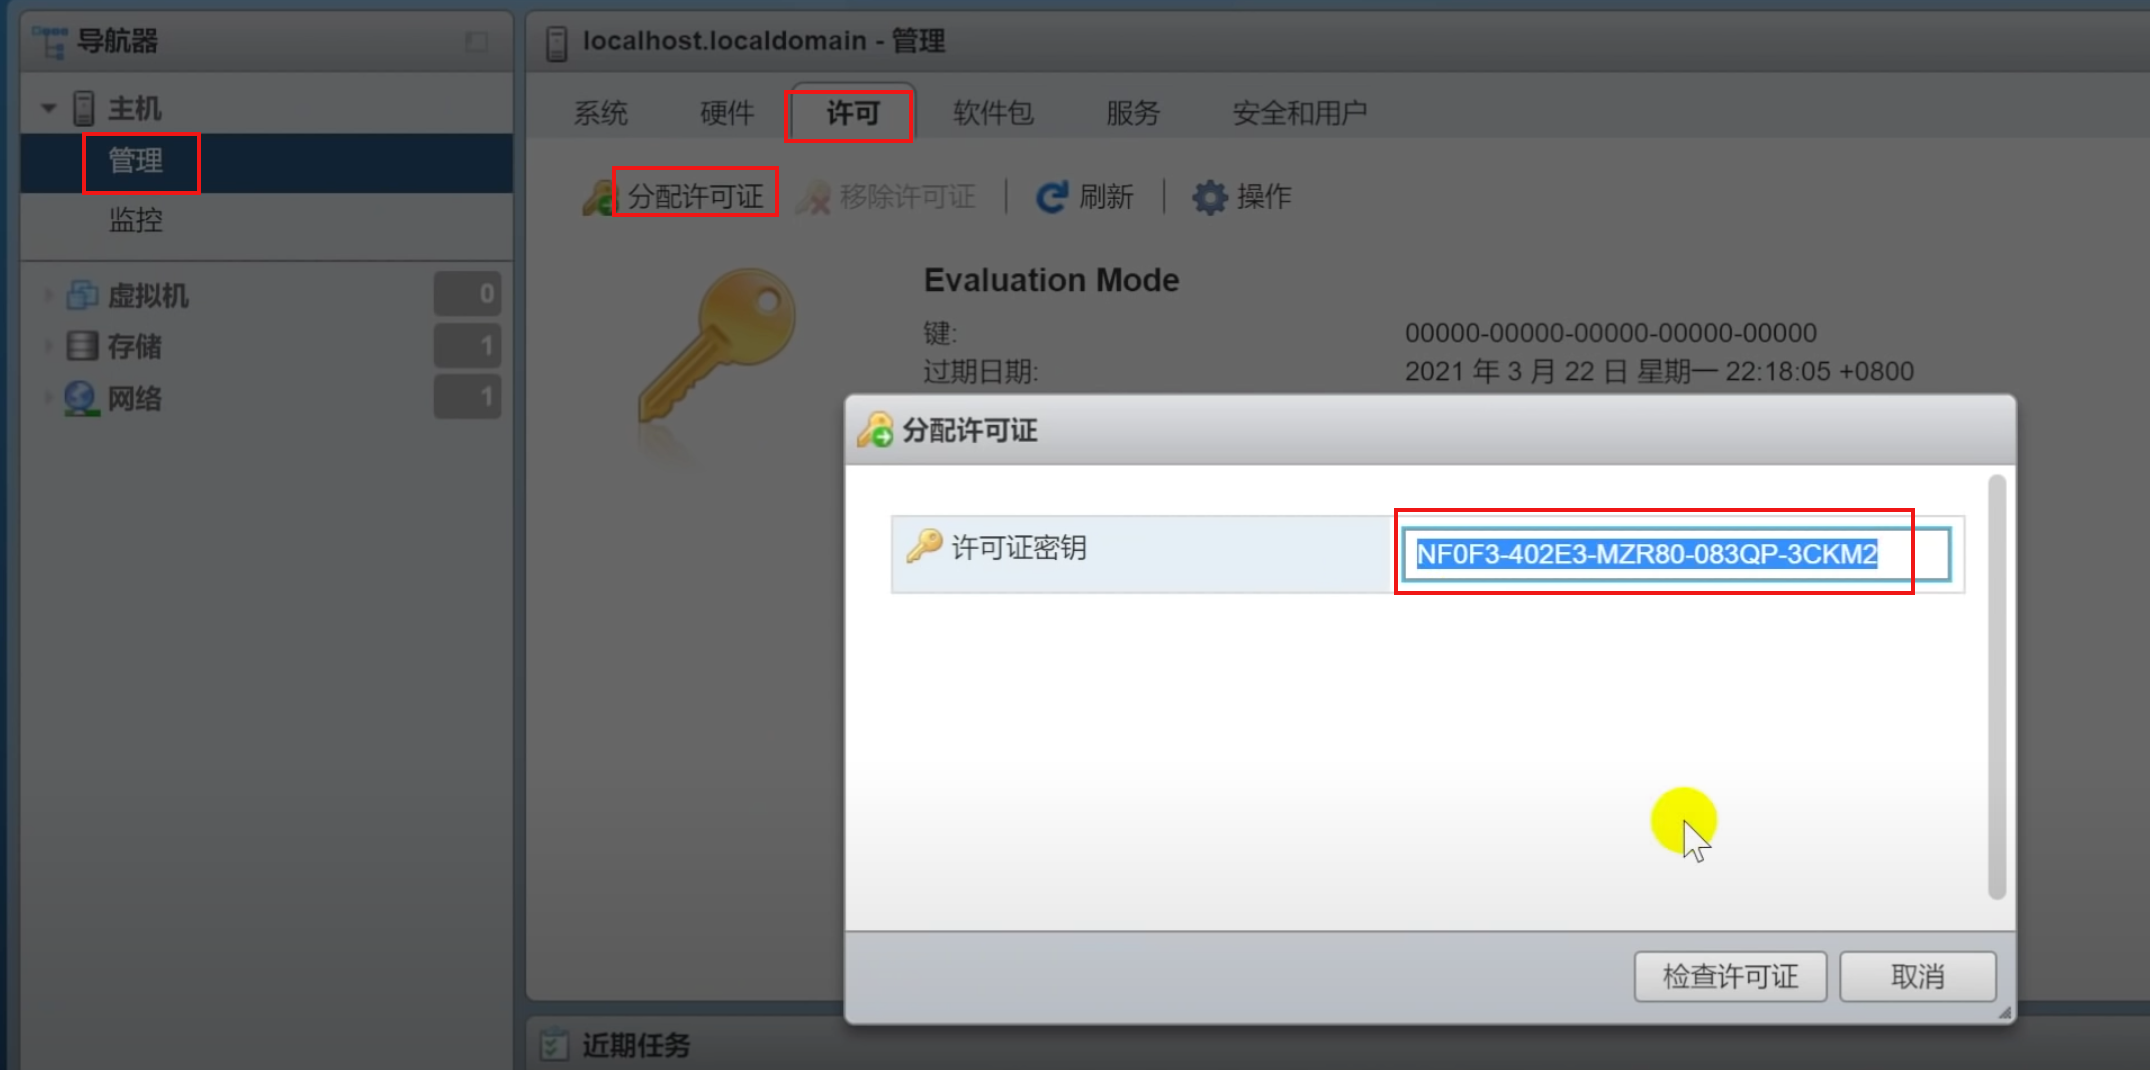 导航器
主机
管理
监控
虚拟机 0
存储 1
网络 1
localhost.localdomain - 管理
系统 硬件 许可 软件包 服务 安全和用户
分配许可证 移除许可证 刷新 操作
Evaluation Mode
键: 00000-00000-00000-00000-00000
过期日期: 2021 年 3 月 22 日 星期一 22:18:05 +0800
分配许可证
许可证密钥 NF0F3-402E3-MZR80-083QP-3CKM2
检查许可证 取消
近期任务